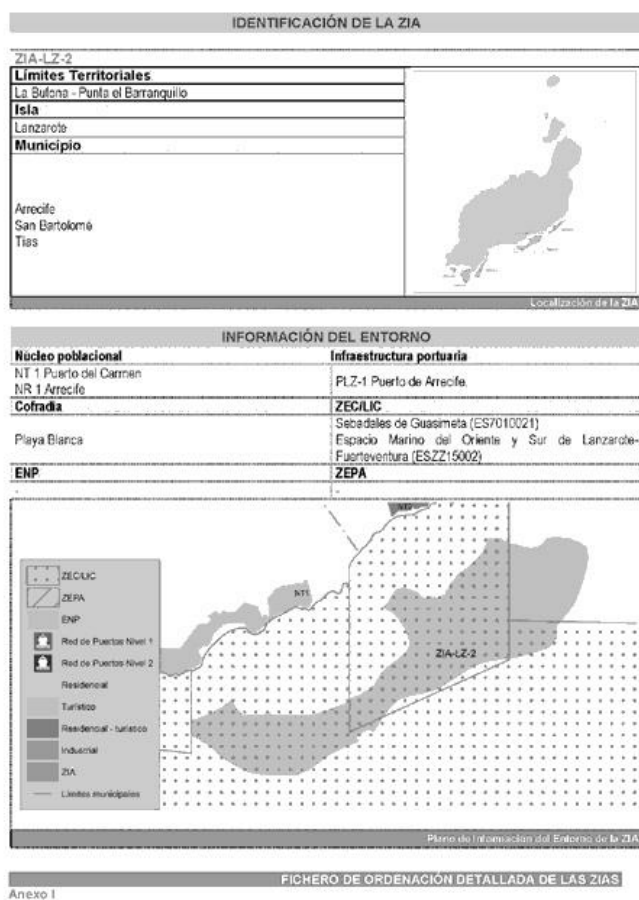 IDENTIFICACIÓN DE LA ZIA
ZIA-LZ-2
Límites Territoriales
La Bufona - Punta el Barranquillo
Isla
Lanzarote
Municipio
Arrecife
San Bartolomé
Tías
Localización de la ZIA
INFORMACIÓN DEL ENTORNO
Núcleo poblacional
Infraestructura portuaria
NT 1 Puerto del Carmen
NR 1 Arrecife
PLZ-1 Puerto de Arrecife.
Cofradía
ZEC/LIC
Playa Blanca
Sebadales de Guasimeta (ES7010021)
Espacio Marino del Oriente y Sur de Lanzarote-
Fuerteventura (ESZZ15002)
ENP
ZEPA
-
-
NT1
ZIA-LZ-2
ZEC/LIC
ZEPA
ENP
Red de Puertos Nivel 1
Red de Puertos Nivel 2
Residencial
Turístico
Residencial - turístico
Industrial
ZIA
Límites municipales
Plano de Información del Entorno de la ZIA
FICHERO DE ORDENACIÓN DETALLADA DE LAS ZIAS
Anexo I